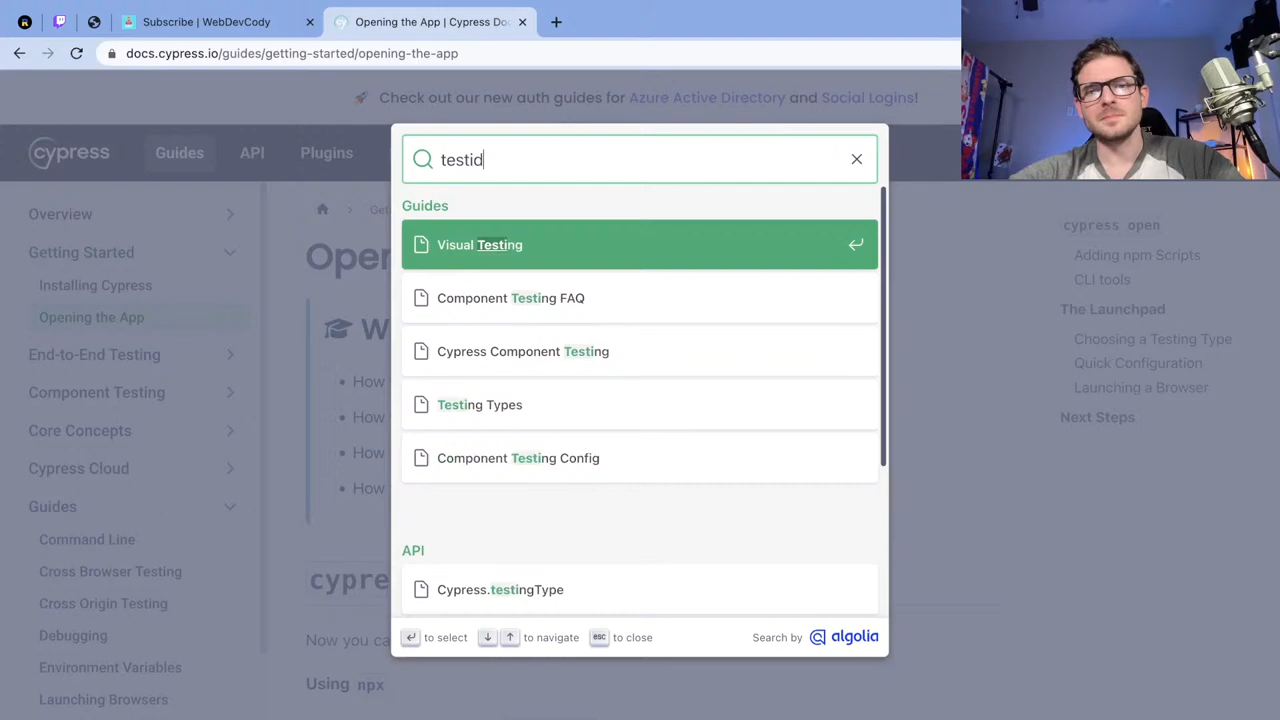 Subscribe | WebDevCody
Opening the App | Cypress Doc
docs.cypress.io/guides/getting-started/opening-the-app
🚀 Check out our new auth guides for Azure Active Directory and Social Logins!
cypress
Guides
API
Plugins
testid
Overview
Getting Started
Installing Cypress
Opening the App
End-to-End Testing
Component Testing
Core Concepts
Cypress Cloud
Guides
Command Line
Cross Browser Testing
Cross Origin Testing
Debugging
Environment Variables
Launching Browsers
Open
W
• How
• How
• How
• How
cypre
Now you ca
Using npx
Guides
Visual Testing
Component Testing FAQ
Cypress Component Testing
Testing Types
Component Testing Config
API
Cypress.testingType
to select
to navigate
esc to close
Search by algolia
cypress open
Adding npm Scripts
CLI tools
The Launchpad
Choosing a Testing Type
Quick Configuration
Launching a Browser
Next Steps